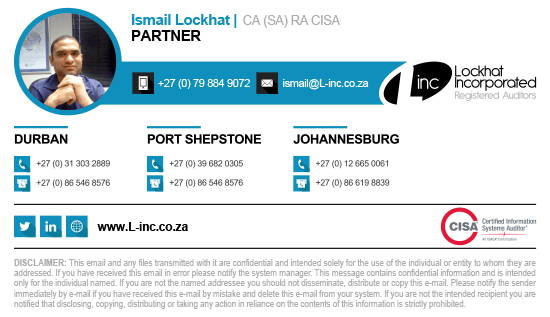 Ismail Lockhat | CA (SA) RA CISA
PARTNER
+27 (0) 79 884 9072 ismail@L-inc.co.za
inc
Lockhat
Incorporated
Registered Auditors
DURBAN PORT SHEPSTONE JOHANNESBURG
+27 (0) 31 303 2889 +27 (0) 39 682 0305 +27 (0) 12 665 0061
+27 (0) 86 546 8576 +27 (0) 86 546 8576 +27 (0) 86 619 8839
in www.L-inc.co.za
CISA Certified Information
Systems Auditor
An ISACA Certification
DISCLAIMER: This email and any files transmitted with it are confidential and intended solely for the use of the individual or entity to whom they are
addressed. If you have received this email in error please notify the system manager. This message contains confidential information and is intended
only for the individual named. If you are not the named addressee you should not disseminate, distribute or copy this e-mail. Please notify the sender
immediately by e-mail if you have received this e-mail by mistake and delete this e-mail from your system. If you are not the intended recipient you are
notified that disclosing, copying, distributing or taking any action in reliance on the contents of this information is strictly prohibited.